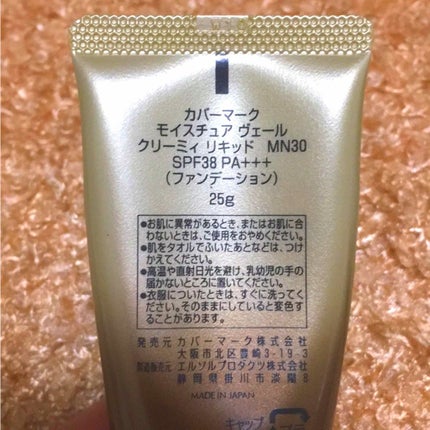 カバーマーク
モイスチュア ヴェール
クリーミィ リキッド MN30
SPF38 PA+++
(ファンデーション)
25g
●お肌に異常があるとき、またはお肌に合
わないときは、ご使用をおやめください。
●肌をタオルでふいたあとなどは、つけ
かえてください。
●高温や直射日光を避け、乳幼児の手の
届かないところに置いてください。
●衣服についたときは、すぐに洗ってく
ださい。そのままにしていると変色す
ることがあります。
発売元 カバーマーク株式会社
大阪市北区豊崎3-19-3
製造販売元 エルソルプロダクツ株式会社
静岡県掛川市淡陽8
MADE IN JAPAN
キャップ